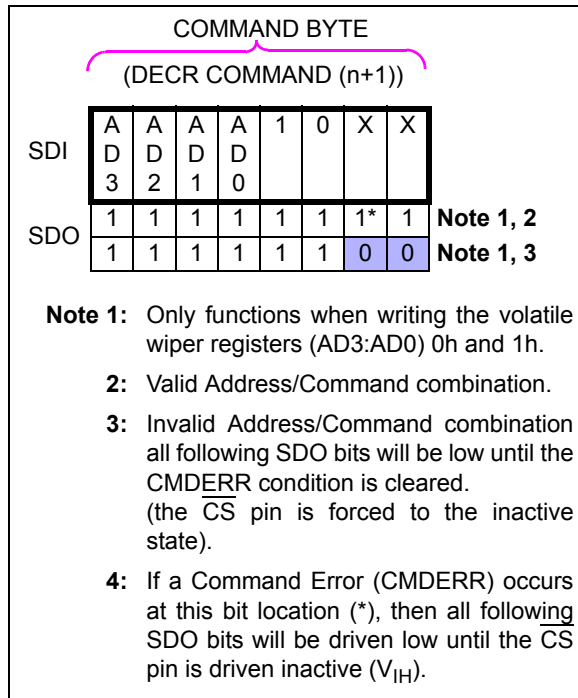 COMMAND BYTE
(DECR COMMAND (n+1))
SDI
A A A A 1 0 X X
D D D D
3 2 1 0
SDO
1 1 1 1 1 1 1* 1 Note 1, 2
1 1 1 1 1 1 0 0 Note 1, 3
Note 1: Only functions when writing the volatile
wiper registers (AD3:AD0) 0h and 1h.
2: Valid Address/Command combination.
3: Invalid Address/Command combination
all following SDO bits will be low until the
CMDERR condition is cleared.
(the CS pin is forced to the inactive
state).
4: If a Command Error (CMDERR) occurs
at this bit location (*), then all following
SDO bits will be driven low until the CS
pin is driven inactive (VIH).